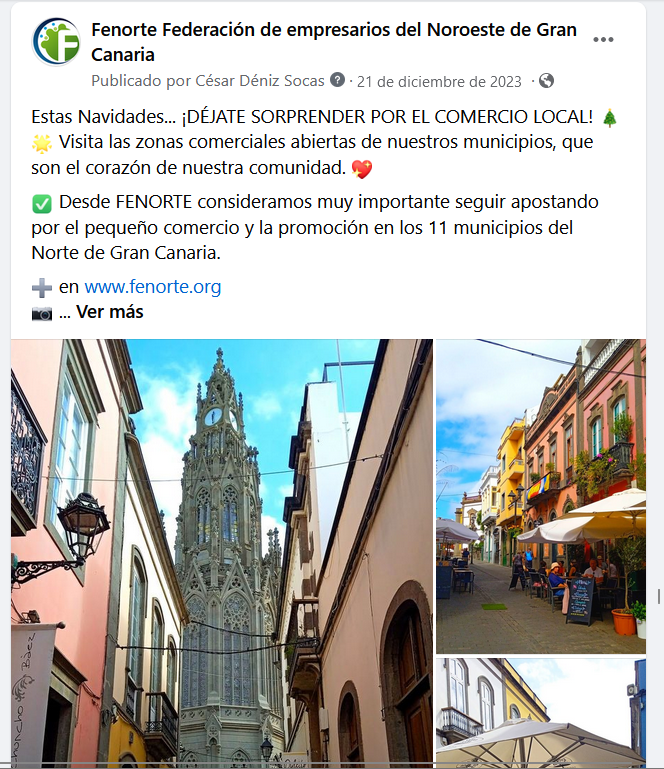 Fenorte Federación de empresarios del Noroeste de Gran
Canaria
Publicado por César Déniz Socas · 21 de diciembre de 2023 ·
Estas Navidades... ¡DÉJATE SORPRENDER POR EL COMERCIO LOCAL! 🎄
🌟 Visita las zonas comerciales abiertas de nuestros municipios, que
son el corazón de nuestra comunidad. 💖
✅ Desde FENORTE consideramos muy importante seguir apostando
por el pequeño comercio y la promoción en los 11 municipios del
Norte de Gran Canaria.
➕ en www.fenorte.org
📷 ... Ver más
Báez